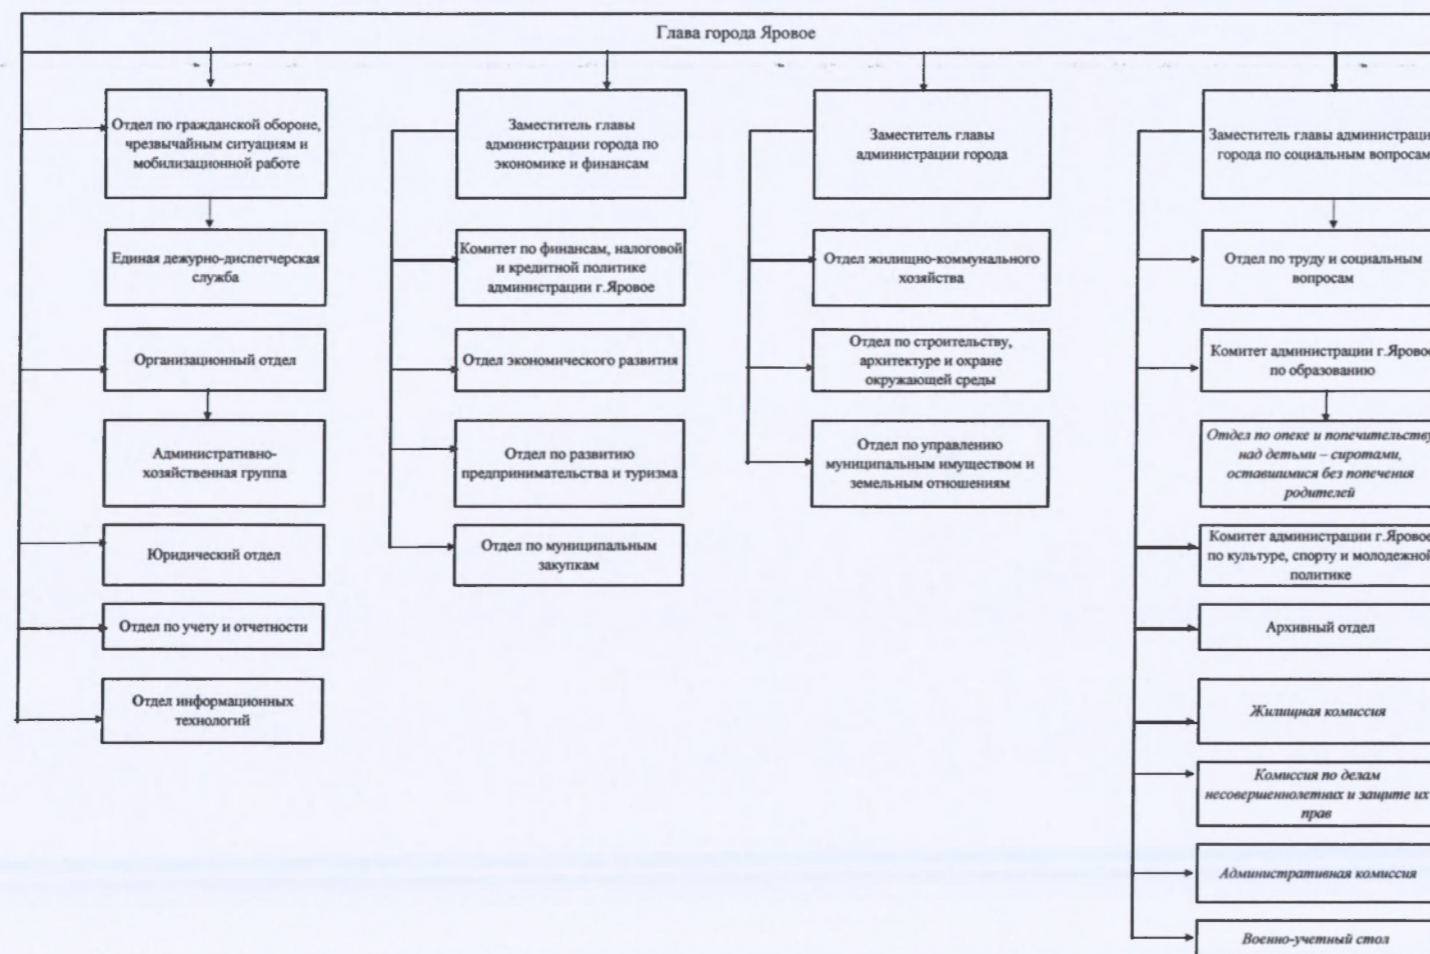 Глава города Яровое
Отдел по гражданской обороне,
чрезвычайным ситуациям и
мобилизационной работе
Единая дежурно-диспетчерская
служба
Организационный отдел
Административно-
хозяйственная группа
Юридический отдел
Отдел по учету и отчетности
Отдел информационных
технологий
Заместитель главы
администрации города по
экономике и финансам
Комитет по финансам, налоговой
и кредитной политике
администрации г.Яровое
Отдел экономического развития
Отдел по развитию
предпринимательства и туризма
Отдел по муниципальным
закупкам
Заместитель главы
администрации города
Отдел жилищно-коммунального
хозяйства
Отдел по строительству,
архитектуре и охране
окружающей среды
Отдел по управлению
муниципальным имуществом и
земельным отношениям
Заместитель главы администраци
города по социальным вопросам
Отдел по труду и социальным
вопросам
Комитет администрации г.Яровое
по образованию
Отдел по опеке и попечительству
над детьми – сиротами,
оставшимися без попечения
родителей
Комитет администрации г.Яровое
по культуре, спорту и молодежной
политике
Архивный отдел
Жилищная комиссия
Комиссия по делам
несовершеннолетних и защите их
прав
Административная комиссия
Военно-учетный стол